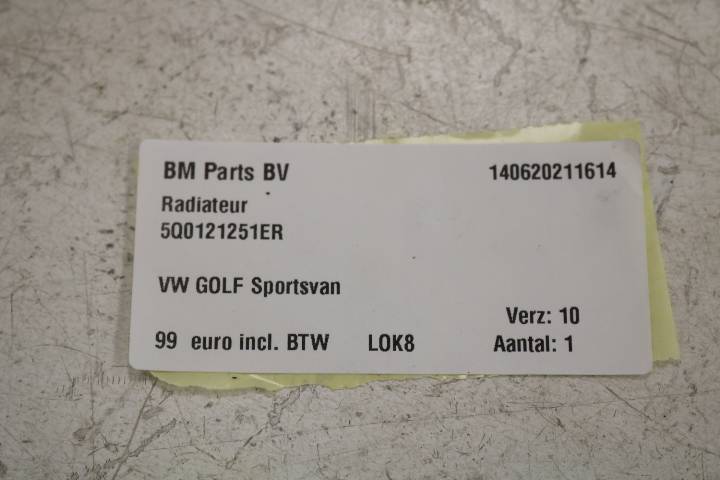 BM Parts BV 140620211614
Radiateur
5Q0121251ER
VW GOLF Sportsvan
Verz: 10
99 euro incl. BTW LOK8 Aantal: 1